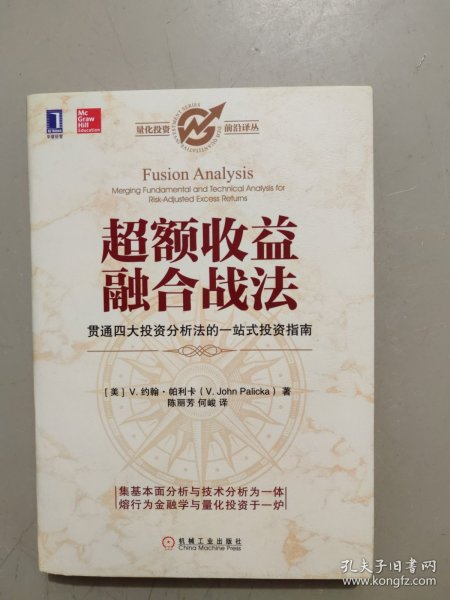 华章经管
Mc
Graw
Hill
Education
量化投资 前沿译丛
Fusion Analysis
Merging Fundamental and Technical Analysis for
Risk-Adjusted Excess Returns
超额收益
融合战法
贯通四大投资分析法的一站式投资指南
[美] V. 约翰·帕利卡（V. John Palicka）著
陈丽芳 何峻 译
集基本面分析与技术分析为一体
熔行为金融学与量化投资于一炉
机械工业出版社
China Machine Press
孔夫子旧书网
www.kongfz.com